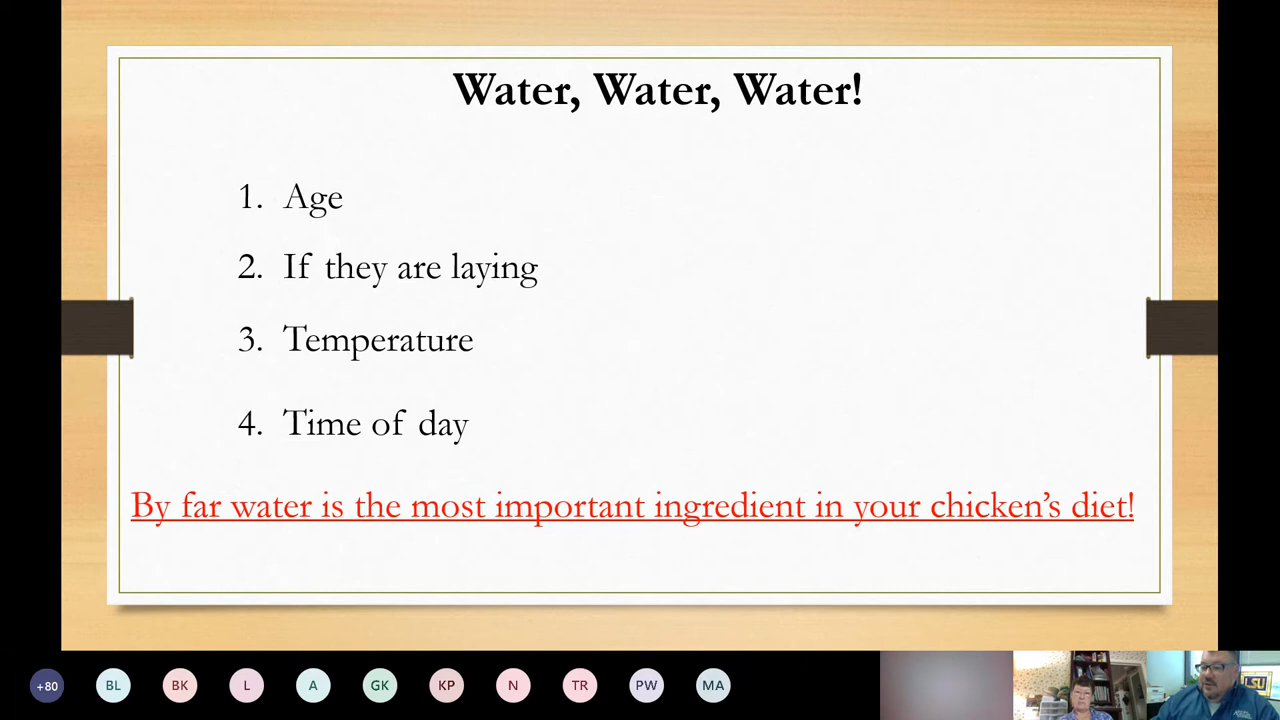 Water, Water, Water!
1. Age
2. If they are laying
3. Temperature
4. Time of day
By far water is the most important ingredient in your chicken's diet!
+80 BL BK L A GK KP N TR PW MA
LSU